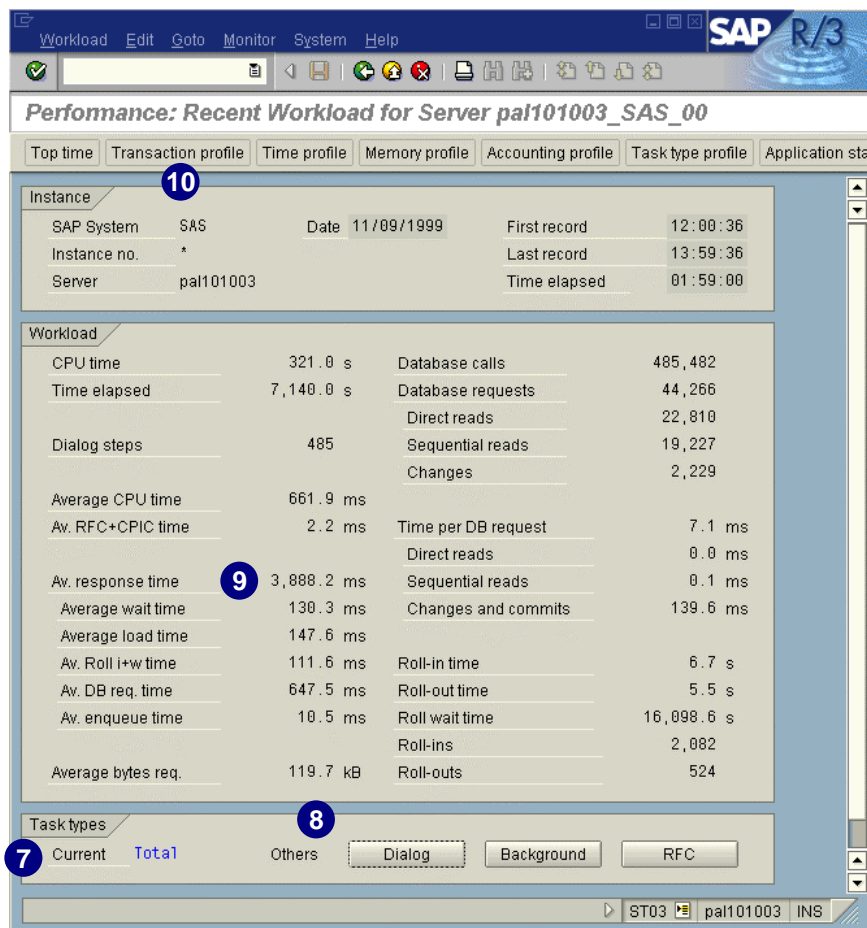 Workload Edit Goto Monitor System Help
SAP R/3
Performance: Recent Workload for Server pal101003_SAS_00
Top time Transaction profile Time profile Memory profile Accounting profile Task type profile Application sta
10
Instance
SAP System SAS Date 11/09/1999 First record 12:00:36
Instance no. * Last record 13:59:36
Server pal101003 Time elapsed 01:59:00
Workload
CPU time 321.0 s Database calls 485,482
Time elapsed 7,140.0 s Database requests 44,266
Direct reads 22,810
Dialog steps 485 Sequential reads 19,227
Changes 2,229
Average CPU time 661.9 ms
Av. RFC+CPIC time 2.2 ms Time per DB request 7.1 ms
Direct reads 0.0 ms
Av. response time 9 3,888.2 ms Sequential reads 0.1 ms
Average wait time 130.3 ms Changes and commits 139.6 ms
Average load time 147.6 ms
Av. Roll i+w time 111.6 ms Roll-in time 6.7 s
Av. DB req. time 647.5 ms Roll-out time 5.5 s
Av. enqueue time 10.5 ms Roll wait time 16,098.6 s
Roll-ins 2,082
Average bytes req. 119.7 kB Roll-outs 524
Task types 8
7 Current Total Others Dialog Background RFC
ST03 pal101003 INS